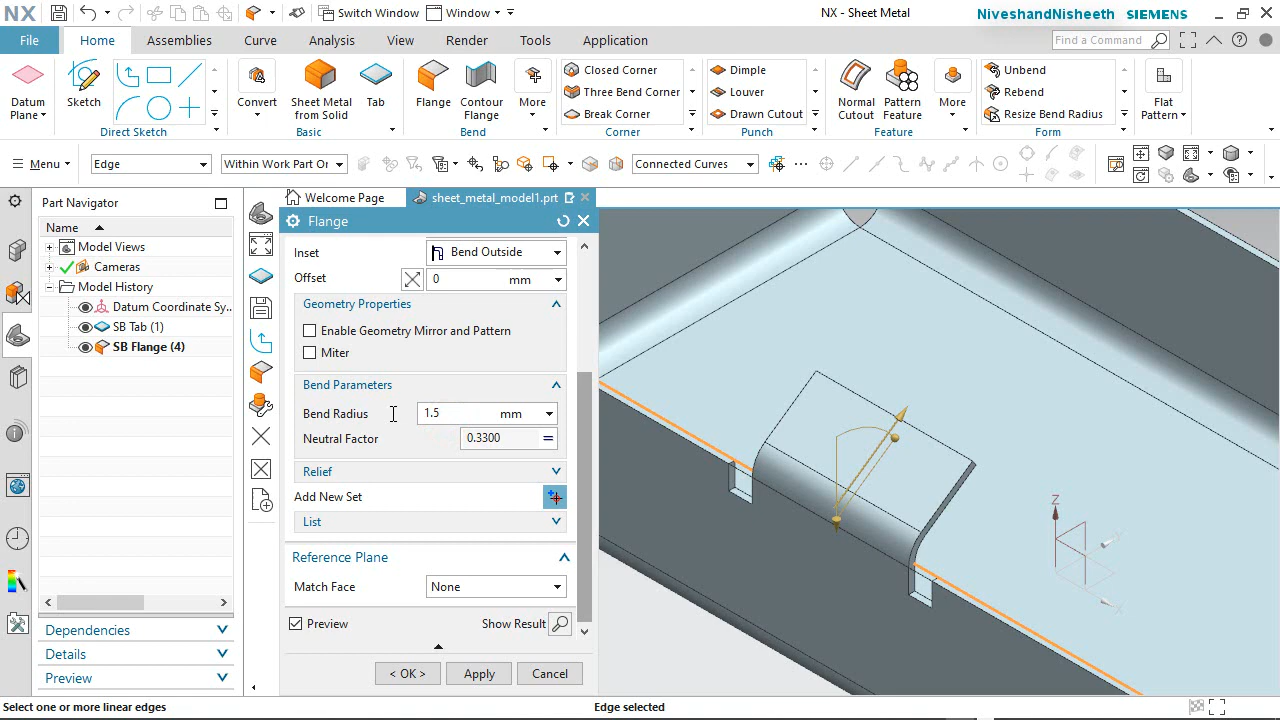 NX
Switch Window
Window
NX - Sheet Metal
NiveshandNisheeth
SIEMENS
File
Home
Assemblies
Curve
Analysis
View
Render
Tools
Application
Find a Command
Datum Plane
Sketch
Direct Sketch
Convert
Sheet Metal from Solid
Tab
Basic
Flange
Contour Flange
More
Bend
Closed Corner
Three Bend Corner
Break Corner
Corner
Dimple
Louver
Drawn Cutout
Punch
Normal Cutout
Pattern Feature
More
Feature
Unbend
Rebend
Resize Bend Radius
Form
Flat Pattern
Menu
Edge
Within Work Part On
Connected Curves
Part Navigator
Name
Model Views
Cameras
Model History
Datum Coordinate Sy...
SB Tab (1)
SB Flange (4)
Dependencies
Details
Preview
Welcome Page
sheet_metal_model1.prt
Flange
Inset
Bend Outside
Offset
0 mm
Geometry Properties
Enable Geometry Mirror and Pattern
Miter
Bend Parameters
Bend Radius
1.5 mm
Neutral Factor
0.3300 =
Relief
Add New Set
List
Reference Plane
Match Face
None
Preview
Show Result
< OK >
Apply
Cancel
Z
X
Select one or more linear edges
Edge selected